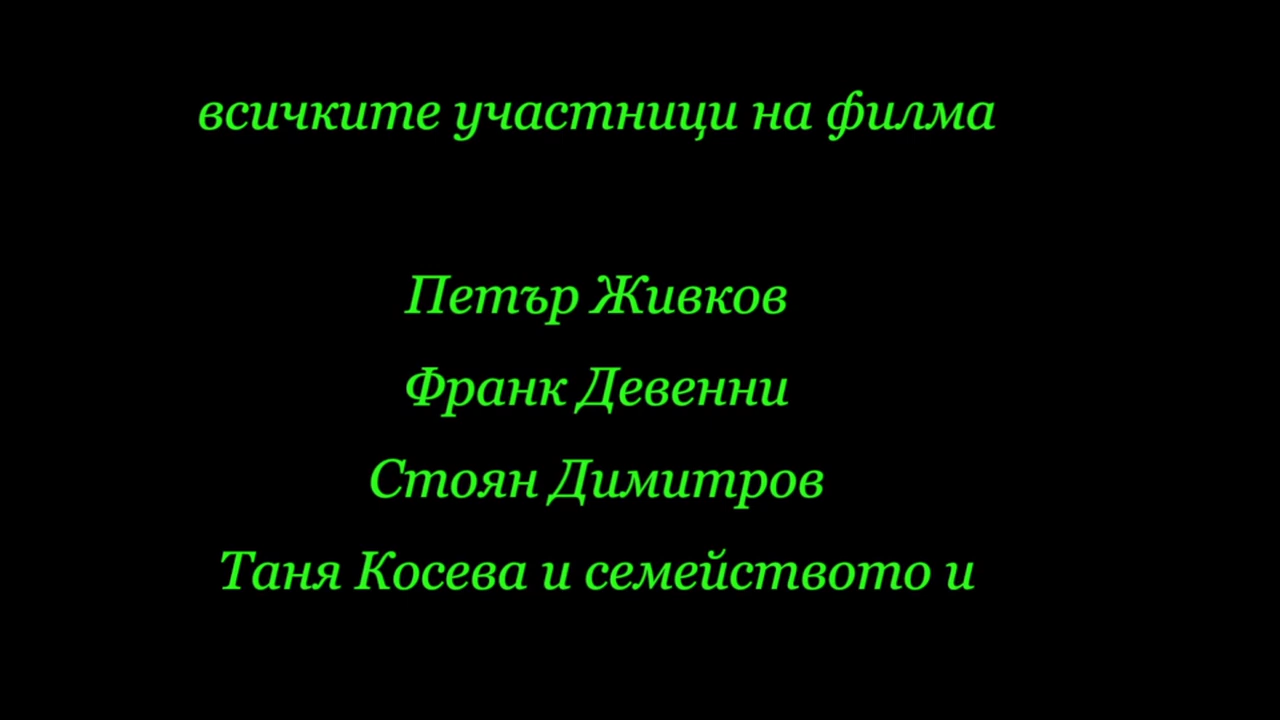 всичките участници на филма
Петър Живков
Франк Девенни
Стоян Димитров
Таня Косева и семейството и